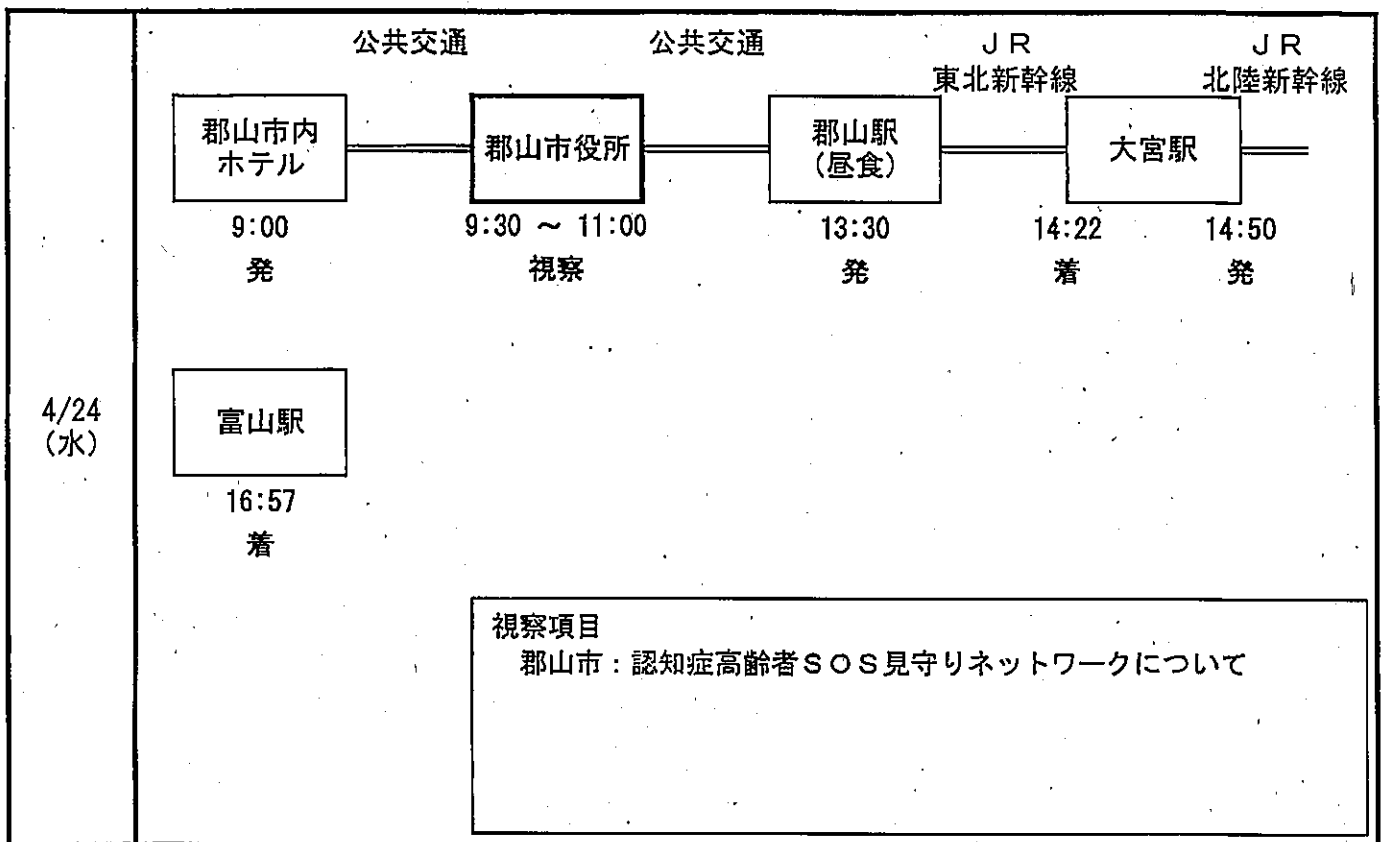 4/24
(水)
公共交通
公共交通
ＪＲ
東北新幹線
ＪＲ
北陸新幹線
郡山市内
ホテル
郡山市役所
郡山駅
(昼食)
大宮駅
9:00
発
9:30 ～ 11:00
視察
13:30
発
14:22
着
14:50
発
富山駅
16:57
着
視察項目
郡山市：認知症高齢者ＳＯＳ見守りネットワークについて